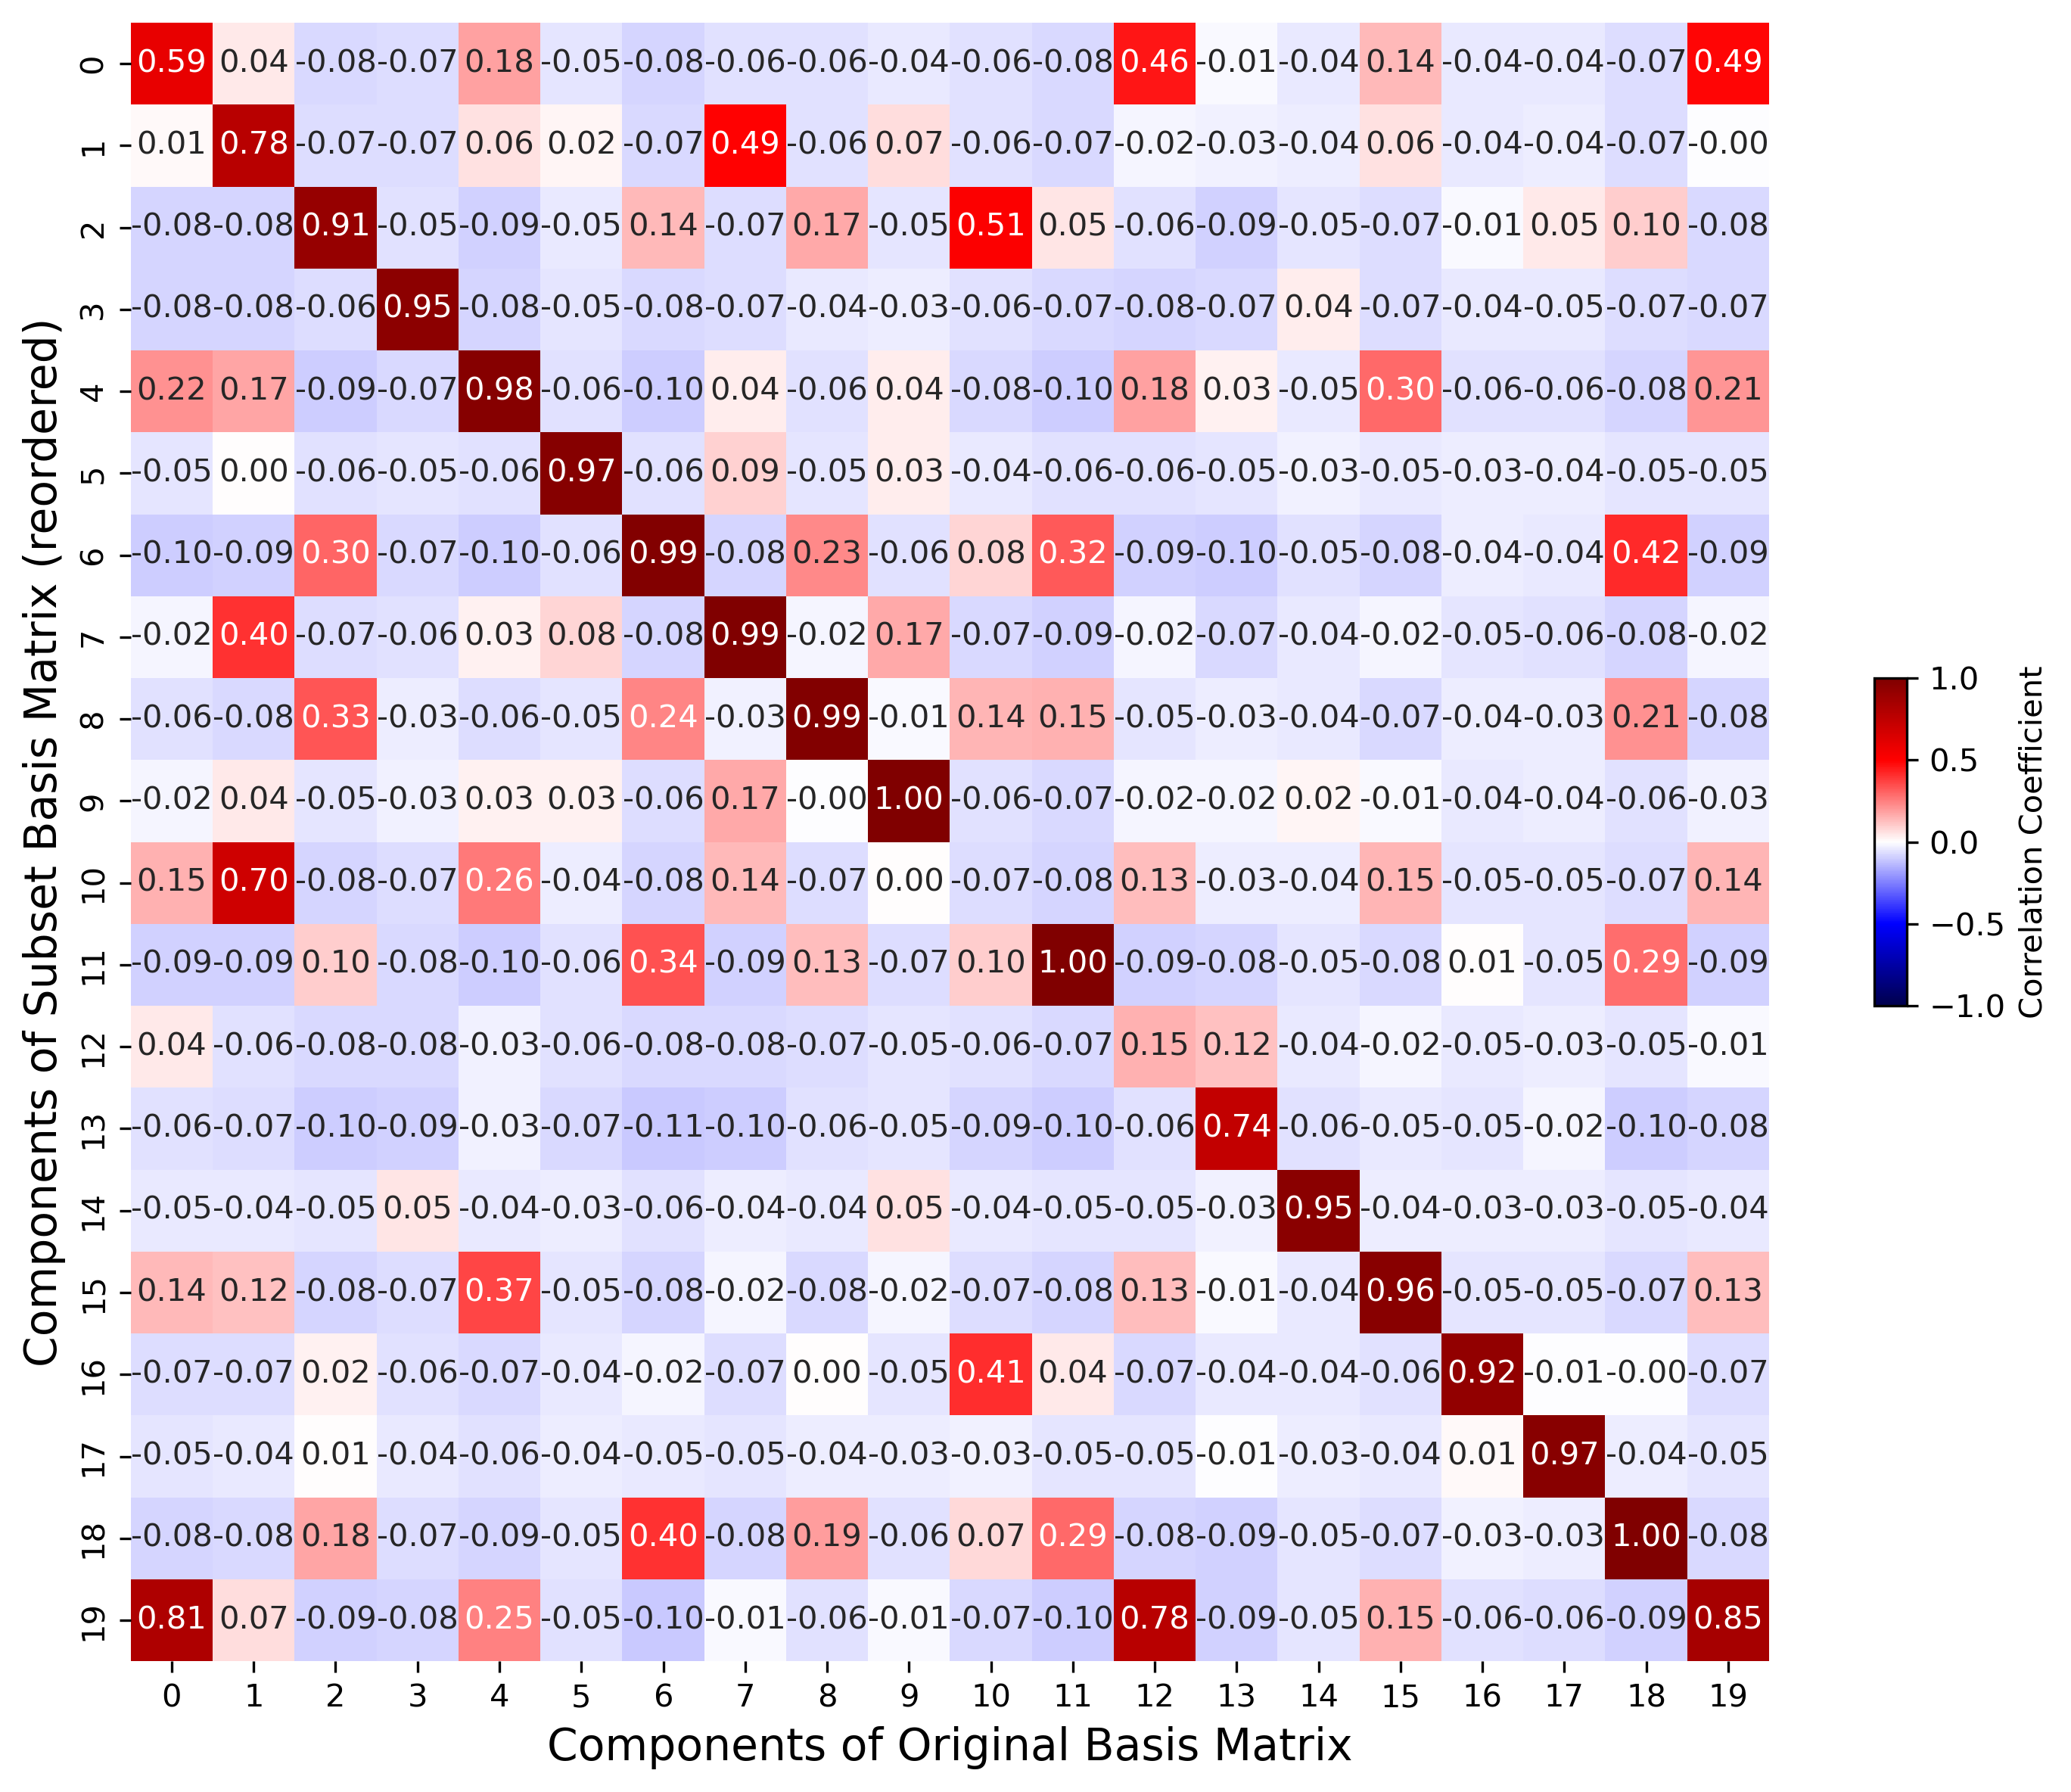 0 0.59 0.04 -0.08 -0.07 0.18 -0.05 -0.08 -0.06 -0.06 -0.04 -0.06 -0.08 0.46 -0.01 -0.04 0.14 -0.04 -0.04 -0.07 0.49
1 0.01 0.78 -0.07 -0.07 0.06 0.02 -0.07 0.49 -0.06 0.07 -0.06 -0.07 -0.02 -0.03 -0.04 0.06 -0.04 -0.04 -0.07 -0.00
2 -0.08 -0.08 0.91 -0.05 -0.09 -0.05 0.14 -0.07 0.17 -0.05 0.51 0.05 -0.06 -0.09 -0.05 -0.07 -0.01 0.05 0.10 -0.08
3 -0.08 -0.08 -0.06 0.95 -0.08 -0.05 -0.08 -0.07 -0.04 -0.03 -0.06 -0.07 -0.08 -0.07 0.04 -0.07 -0.04 -0.05 -0.07 -0.07
4 0.22 0.17 -0.09 -0.07 0.98 -0.06 -0.10 0.04 -0.06 0.04 -0.08 -0.10 0.18 0.03 -0.05 0.30 -0.06 -0.06 -0.08 0.21
5 -0.05 0.00 -0.06 -0.05 -0.06 0.97 -0.06 0.09 -0.05 0.03 -0.04 -0.06 -0.06 -0.05 -0.03 -0.05 -0.03 -0.04 -0.05 -0.05
6 -0.10 -0.09 0.30 -0.07 -0.10 -0.06 0.99 -0.08 0.23 -0.06 0.08 0.32 -0.09 -0.10 -0.05 -0.08 -0.04 -0.04 0.42 -0.09
7 -0.02 0.40 -0.07 -0.06 0.03 0.08 -0.08 0.99 -0.02 0.17 -0.07 -0.09 -0.02 -0.07 -0.04 -0.02 -0.05 -0.06 -0.08 -0.02
8 -0.06 -0.08 0.33 -0.03 -0.06 -0.05 0.24 -0.03 0.99 -0.01 0.14 0.15 -0.05 -0.03 -0.04 -0.07 -0.04 -0.03 0.21 -0.08
9 -0.02 0.04 -0.05 -0.03 0.03 0.03 -0.06 0.17 -0.00 1.00 -0.06 -0.07 -0.02 -0.02 0.02 -0.01 -0.04 -0.04 -0.06 -0.03
10 0.15 0.70 -0.08 -0.07 0.26 -0.04 -0.08 0.14 -0.07 0.00 -0.07 -0.08 0.13 -0.03 -0.04 0.15 -0.05 -0.05 -0.07 0.14
11 -0.09 -0.09 0.10 -0.08 -0.10 -0.06 0.34 -0.09 0.13 -0.07 0.10 1.00 -0.09 -0.08 -0.05 -0.08 0.01 -0.05 0.29 -0.09
12 0.04 -0.06 -0.08 -0.08 -0.03 -0.06 -0.08 -0.08 -0.07 -0.05 -0.06 -0.07 0.15 0.12 -0.04 -0.02 -0.05 -0.03 -0.05 -0.01
13 -0.06 -0.07 -0.10 -0.09 -0.03 -0.07 -0.11 -0.10 -0.06 -0.05 -0.09 -0.10 -0.06 0.74 -0.06 -0.05 -0.05 -0.02 -0.10 -0.08
14 -0.05 -0.04 -0.05 0.05 -0.04 -0.03 -0.06 -0.04 -0.04 0.05 -0.04 -0.05 -0.05 -0.03 0.95 -0.04 -0.03 -0.03 -0.05 -0.04
15 0.14 0.12 -0.08 -0.07 0.37 -0.05 -0.08 -0.02 -0.08 -0.02 -0.07 -0.08 0.13 -0.01 -0.04 0.96 -0.05 -0.05 -0.07 0.13
16 -0.07 -0.07 0.02 -0.06 -0.07 -0.04 -0.02 -0.07 0.00 -0.05 0.41 0.04 -0.07 -0.04 -0.04 -0.06 0.92 -0.01 -0.00 -0.07
17 -0.05 -0.04 0.01 -0.04 -0.06 -0.04 -0.05 -0.05 -0.04 -0.03 -0.03 -0.05 -0.05 -0.01 -0.03 -0.04 0.01 0.97 -0.04 -0.05
18 -0.08 -0.08 0.18 -0.07 -0.09 -0.05 0.40 -0.08 0.19 -0.06 0.07 0.29 -0.08 -0.09 -0.05 -0.07 -0.03 -0.03 1.00 -0.08
19 0.81 0.07 -0.09 -0.08 0.25 -0.05 -0.10 -0.01 -0.06 -0.01 -0.07 -0.10 0.78 -0.09 -0.05 0.15 -0.06 -0.06 -0.09 0.85
0 1 2 3 4 5 6 7 8 9 10 11 12 13 14 15 16 17 18 19
Components of Original Basis Matrix
Components of Subset Basis Matrix (reordered)
1.0
0.5
0.0
−0.5
−1.0
Correlation Coefficient